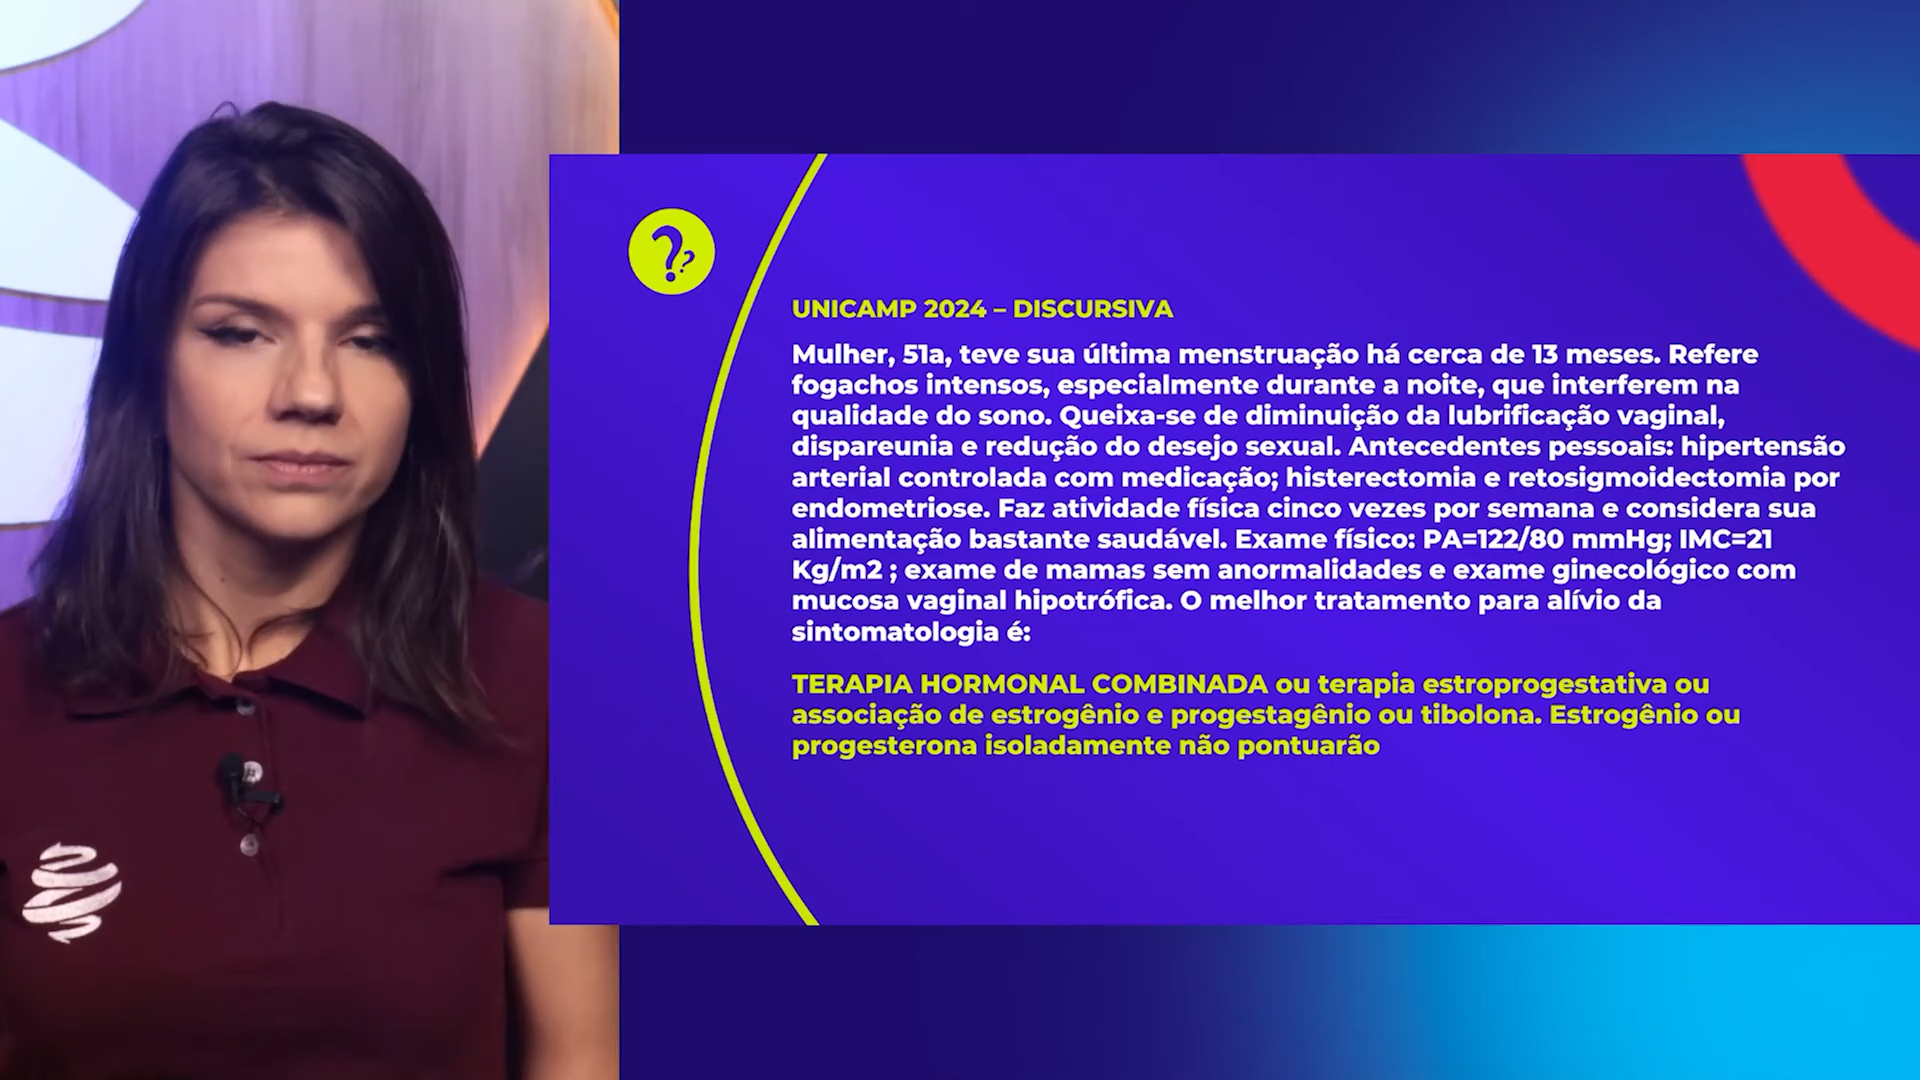 UNICAMP 2024 – DISCURSIVA
Mulher, 51a, teve sua última menstruação há cerca de 13 meses. Refere
fogachos intensos, especialmente durante a noite, que interferem na
qualidade do sono. Queixa-se de diminuição da lubrificação vaginal,
dispareunia e redução do desejo sexual. Antecedentes pessoais: hipertensão
arterial controlada com medicação; histerectomia e retosigmoidectomia por
endometriose. Faz atividade física cinco vezes por semana e considera sua
alimentação bastante saudável. Exame físico: PA=122/80 mmHg; IMC=21
Kg/m2 ; exame de mamas sem anormalidades e exame ginecológico com
mucosa vaginal hipotrófica. O melhor tratamento para alívio da
sintomatologia é:
TERAPIA HORMONAL COMBINADA ou terapia estroprogestativa ou
associação de estrogênio e progestagênio ou tibolona. Estrogênio ou
progesterona isoladamente não pontuarão